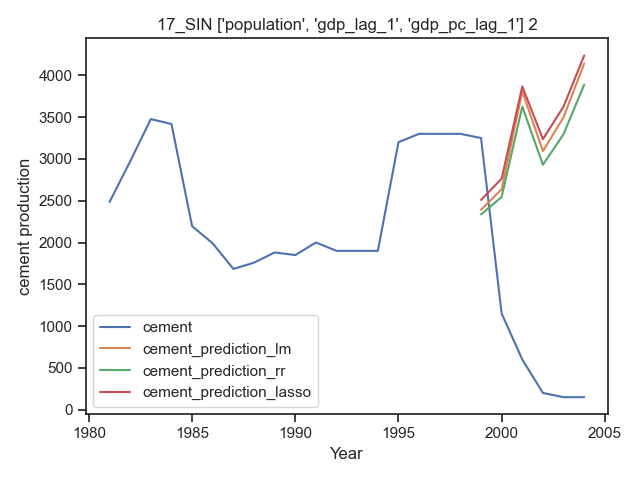 17_SIN ['population', 'gdp_lag_1', 'gdp_pc_lag_1'] 2
cement production
4000
3500
3000
2500
2000
1500
1000
500
0
cement
cement_prediction_lm
cement_prediction_rr
cement_prediction_lasso
1980
1985
1990
1995
2000
2005
Year